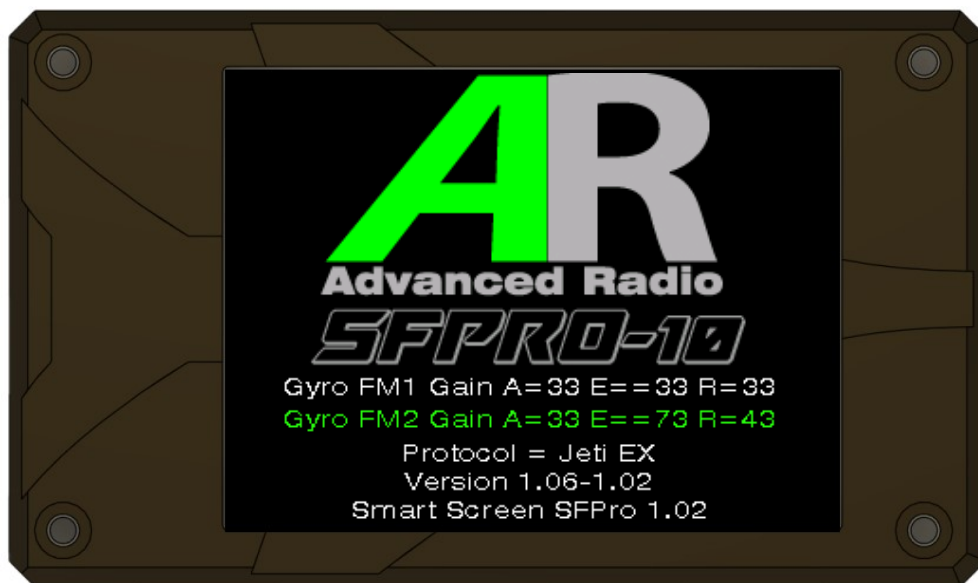 AR
Advanced Radio
SFPRO-10
Gyro FM1 Gain A=33 E==33 R=33
Gyro FM2 Gain A=33 E==73 R=43
Protocol = Jeti EX
Version 1.06-1.02
Smart Screen SFPro 1.02